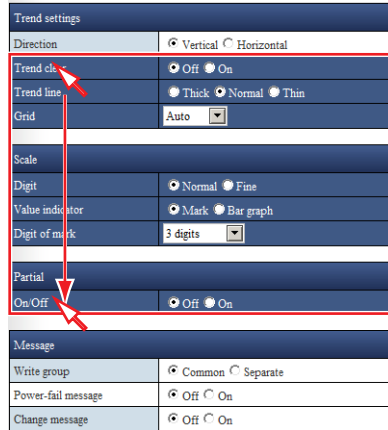 Trend settings
Direction Vertical Horizontal
Trend clear Off On
Trend line Thick Normal Thin
Grid Auto
Scale
Digit Normal Fine
Value indicator Mark Bar graph
Digit of mark 3 digits
Partial
On/Off Off On
Message
Write group Common Separate
Power-fail message Off On
Change message Off On